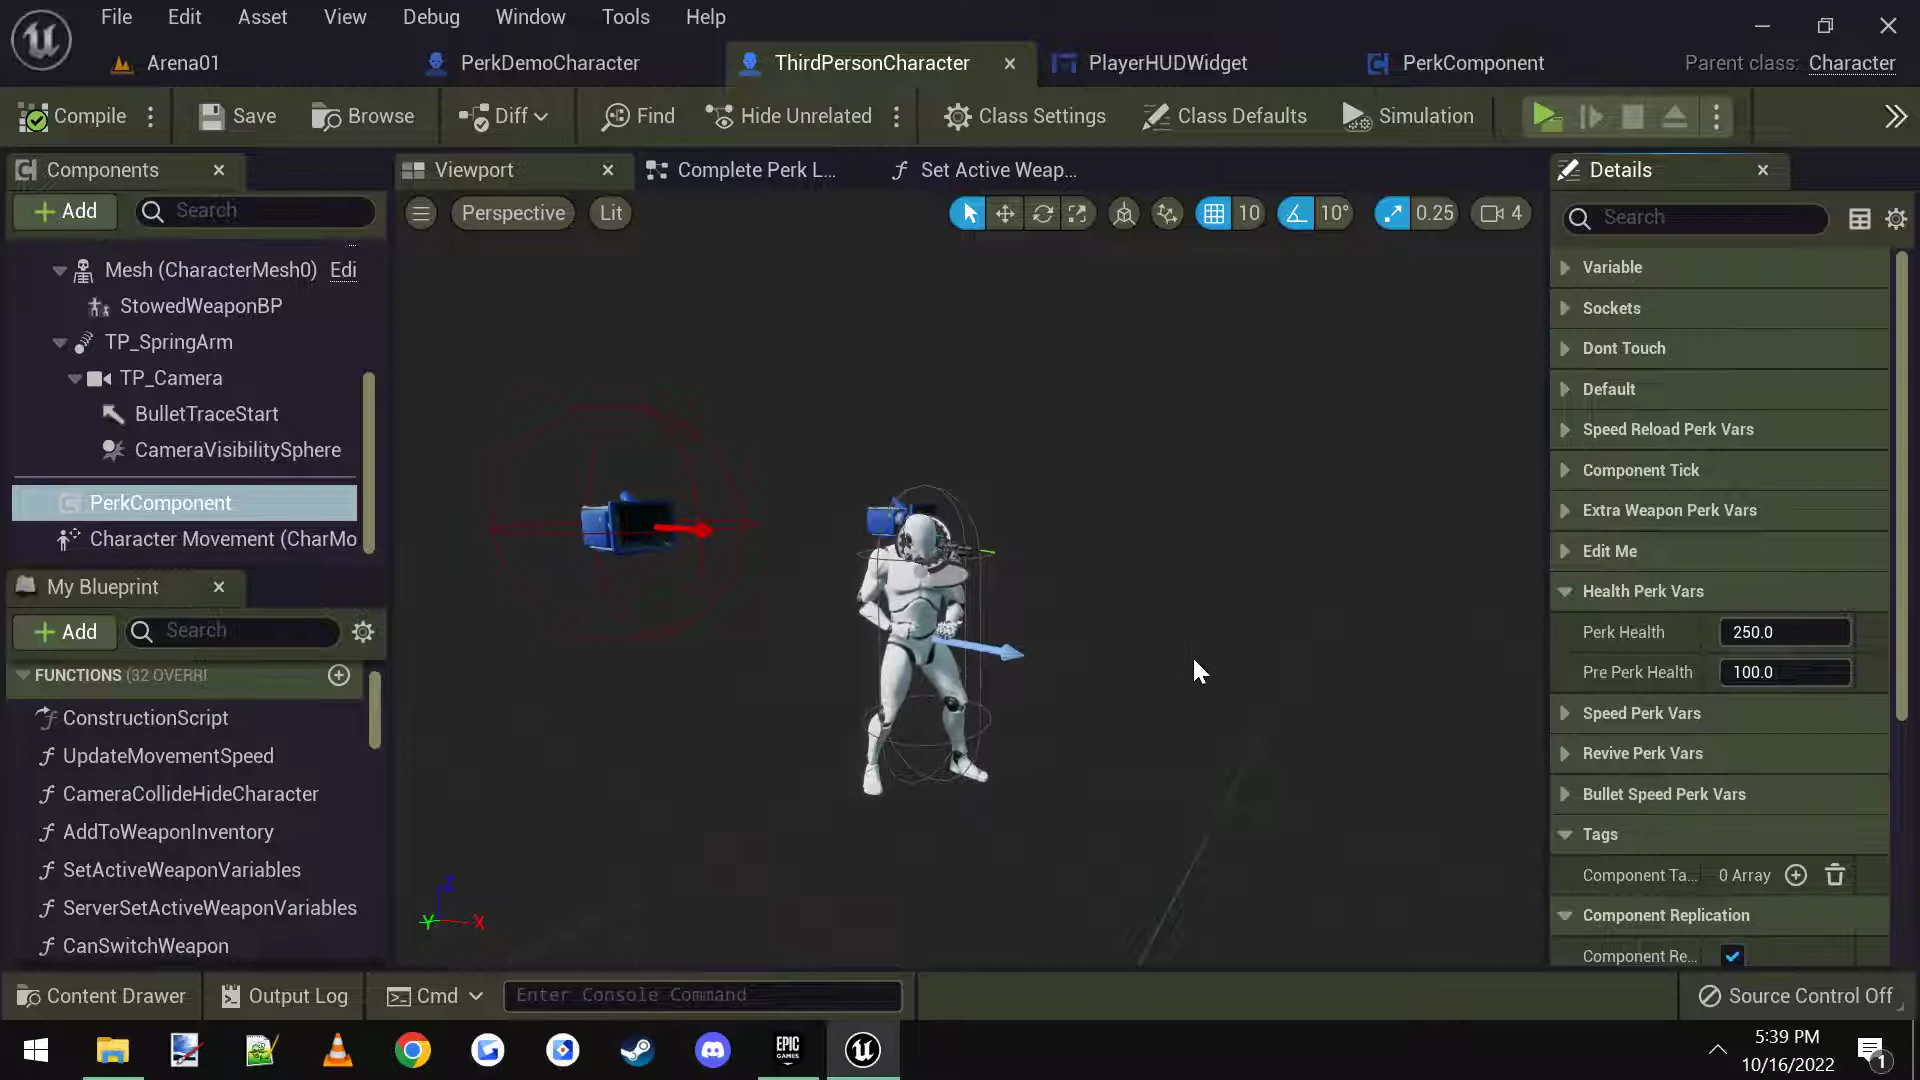 File Edit Asset View Debug Window Tools Help
Arena01 PerkDemoCharacter ThirdPersonCharacter PlayerHUDWidget PerkComponent Parent class: Character
Compile Save Browse Diff Find Hide Unrelated Class Settings Class Defaults Simulation
Components Viewport Complete Perk L... Set Active Weap... Details
Add Search Perspective Lit 10 10° 0.25 4 Search
Mesh (CharacterMesh0) Edi
StowedWeaponBP
TP_SpringArm
TP_Camera
BulletTraceStart
CameraVisibilitySphere
PerkComponent
Character Movement (CharMo
My Blueprint
Add Search
FUNCTIONS (32 OVERRI
ConstructionScript
UpdateMovementSpeed
CameraCollideHideCharacter
AddToWeaponInventory
SetActiveWeaponVariables
ServerSetActiveWeaponVariables
CanSwitchWeapon
Z
Y X
Variable
Sockets
Dont Touch
Default
Speed Reload Perk Vars
Component Tick
Extra Weapon Perk Vars
Edit Me
Health Perk Vars
Perk Health 250.0
Pre Perk Health 100.0
Speed Perk Vars
Revive Perk Vars
Bullet Speed Perk Vars
Tags
Component Ta... 0 Array
Component Replication
Component Re...
Content Drawer Output Log Cmd Enter Console Command Source Control Off
EPIC
GAMES
5:39 PM
10/16/2022
1